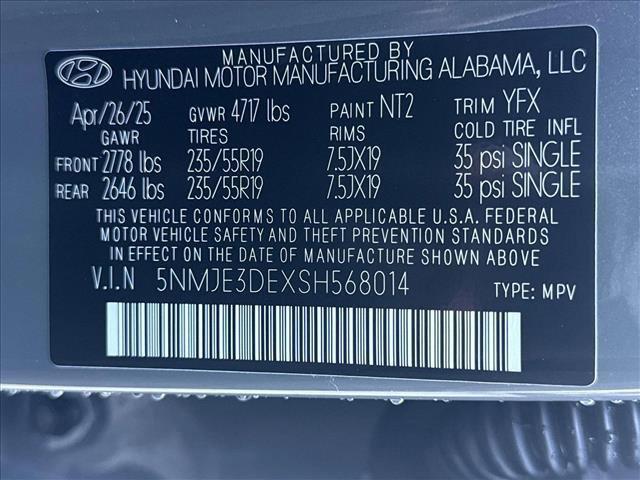 MANUFACTURED BY
HYUNDAI MOTOR MANUFACTURING ALABAMA, LLC
Apr/26/25 GVWR 4717 lbs PAINT NT2 TRIM YFX
GAWR TIRES RIMS COLD TIRE INFL
FRONT 2778 lbs 235/55R19 7.5JX19 35 psi SINGLE
REAR 2646 lbs 235/55R19 7.5JX19 35 psi SINGLE
THIS VEHICLE CONFORMS TO ALL APPLICABLE U.S.A. FEDERAL
MOTOR VEHICLE SAFETY AND THEFT PREVENTION STANDARDS
IN EFFECT ON THE DATE OF MANUFACTURE SHOWN ABOVE.
V.I.N 5NMJE3DEXSH568014 TYPE: MPV